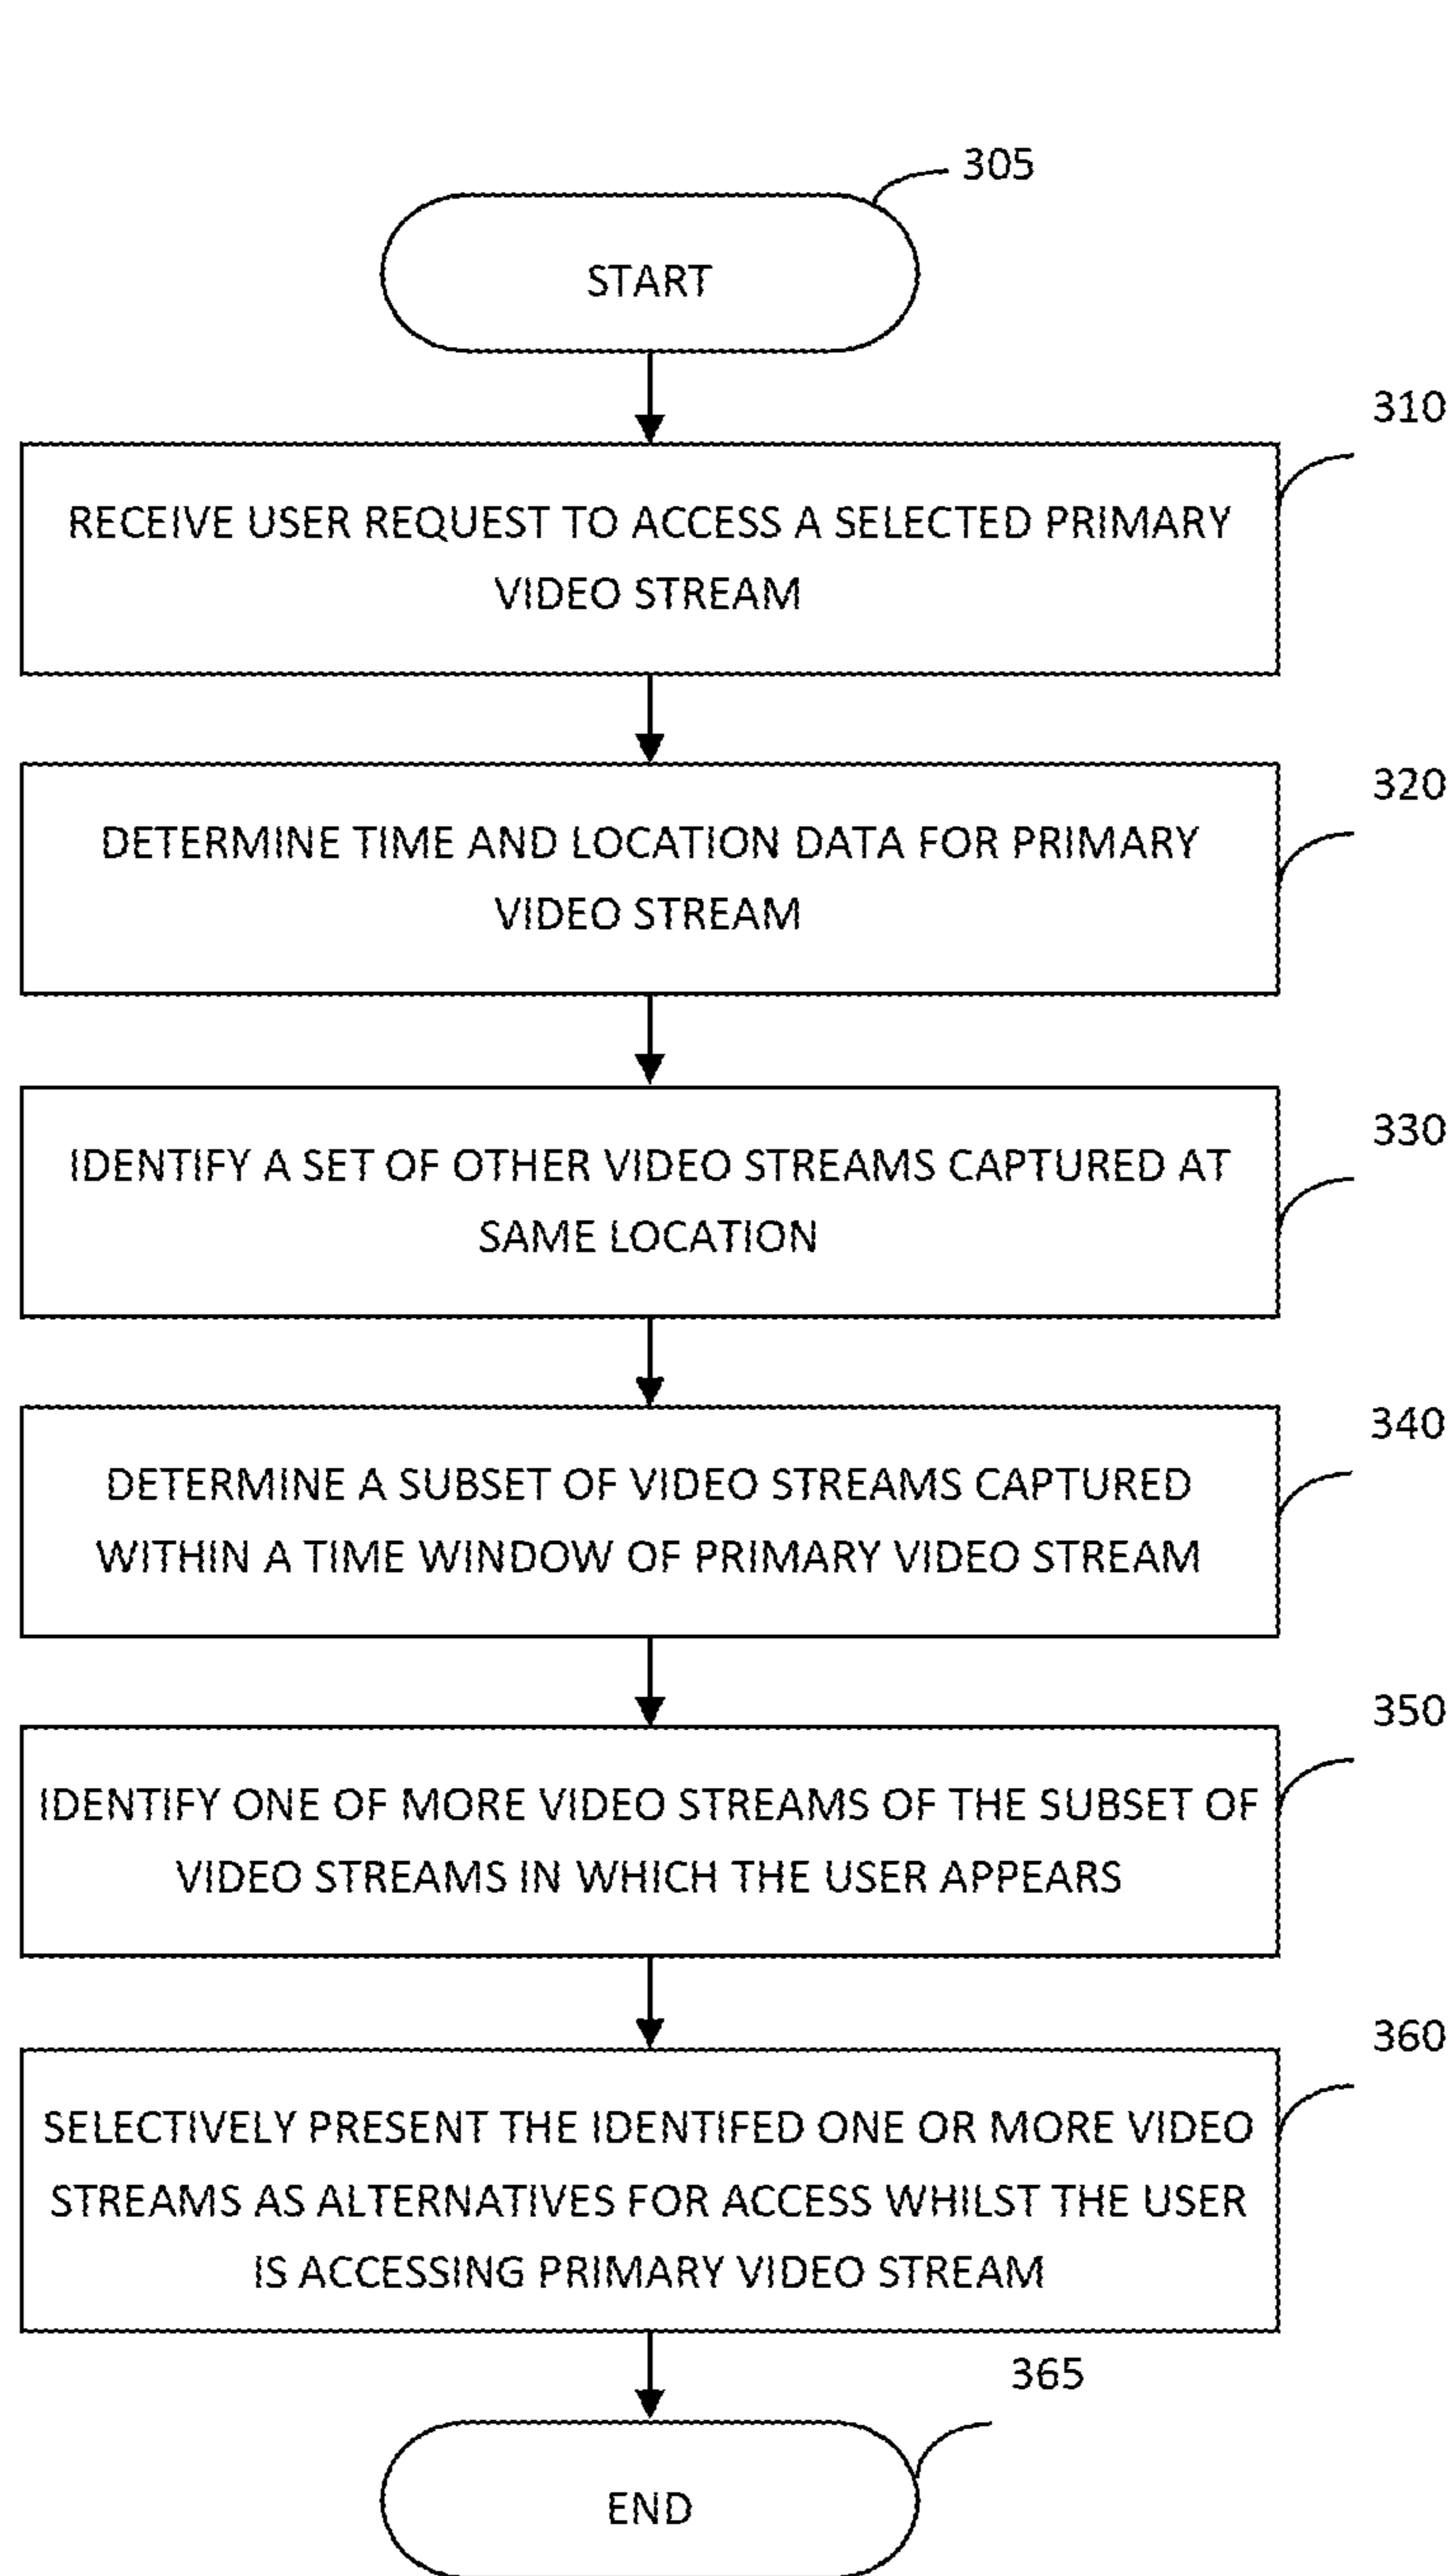 305
START
310
RECEIVE USER REQUEST TO ACCESS A SELECTED PRIMARY
VIDEO STREAM
320
DETERMINE TIME AND LOCATION DATA FOR PRIMARY
VIDEO STREAM
330
IDENTIFY A SET OF OTHER VIDEO STREAMS CAPTURED AT
SAME LOCATION
340
DETERMINE A SUBSET OF VIDEO STREAMS CAPTURED
WITHIN A TIME WINDOW OF PRIMARY VIDEO STREAM
350
IDENTIFY ONE OF MORE VIDEO STREAMS OF THE SUBSET OF
VIDEO STREAMS IN WHICH THE USER APPEARS
360
SELECTIVELY PRESENT THE IDENTIFED ONE OR MORE VIDEO
STREAMS AS ALTERNATIVES FOR ACCESS WHILST THE USER
IS ACCESSING PRIMARY VIDEO STREAM
365
END